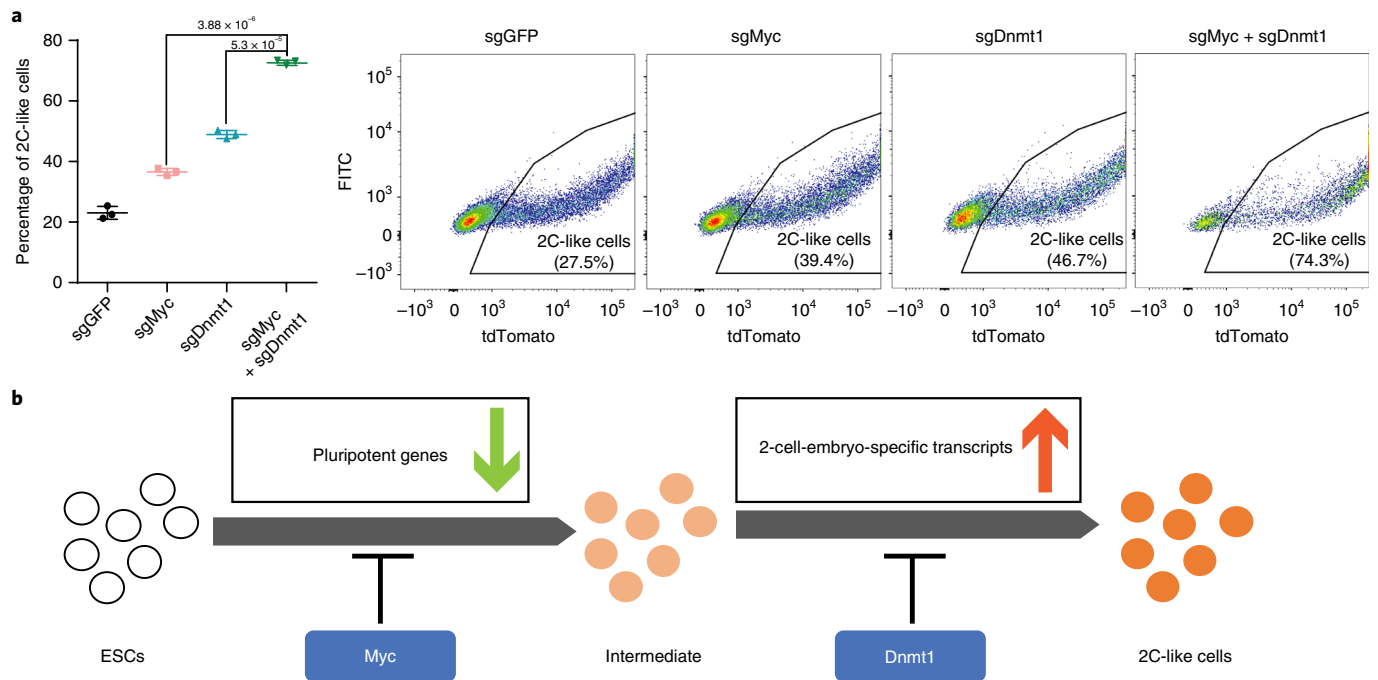 a
3.88 × 10⁻⁶
5.3 × 10⁻⁵
Percentage of 2C-like cells
80
60
40
20
0
sgGFP
sgMyc
sgDnmt1
sgMyc
+ sgDnmt1
sgGFP
sgMyc
sgDnmt1
sgMyc + sgDnmt1
FITC
10⁵
10⁴
10³
0
−10³
2C-like cells
(27.5%)
2C-like cells
(39.4%)
2C-like cells
(46.7%)
2C-like cells
(74.3%)
−10³ 0 10³ 10⁴ 10⁵
−10³ 0 10³ 10⁴ 10⁵
−10³ 0 10³ 10⁴ 10⁵
−10³ 0 10³ 10⁴ 10⁵
tdTomato
tdTomato
tdTomato
tdTomato
b
Pluripotent genes
2-cell-embryo-specific transcripts
ESCs
Myc
Intermediate
Dnmt1
2C-like cells